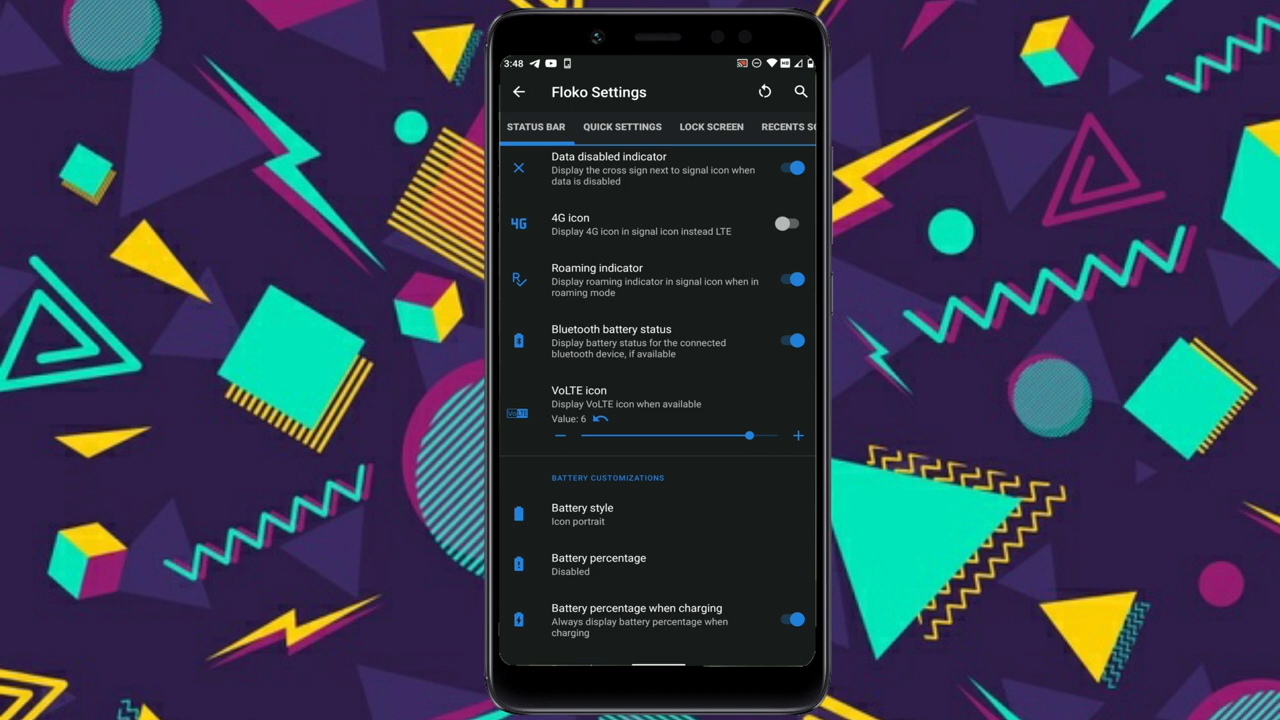 3:48
Floko Settings
STATUS BAR QUICK SETTINGS LOCK SCREEN RECENTS SC
Data disabled indicator
Display the cross sign next to signal icon when
data is disabled
4G
4G icon
Display 4G icon in signal icon instead LTE
R
Roaming indicator
Display roaming indicator in signal icon when in
roaming mode
Bluetooth battery status
Display battery status for the connected
bluetooth device, if available
VoLTE icon
Display VoLTE icon when available
VoLTE
Value: 6
BATTERY CUSTOMIZATIONS
Battery style
Icon portrait
Battery percentage
Disabled
Battery percentage when charging
Always display battery percentage when
charging